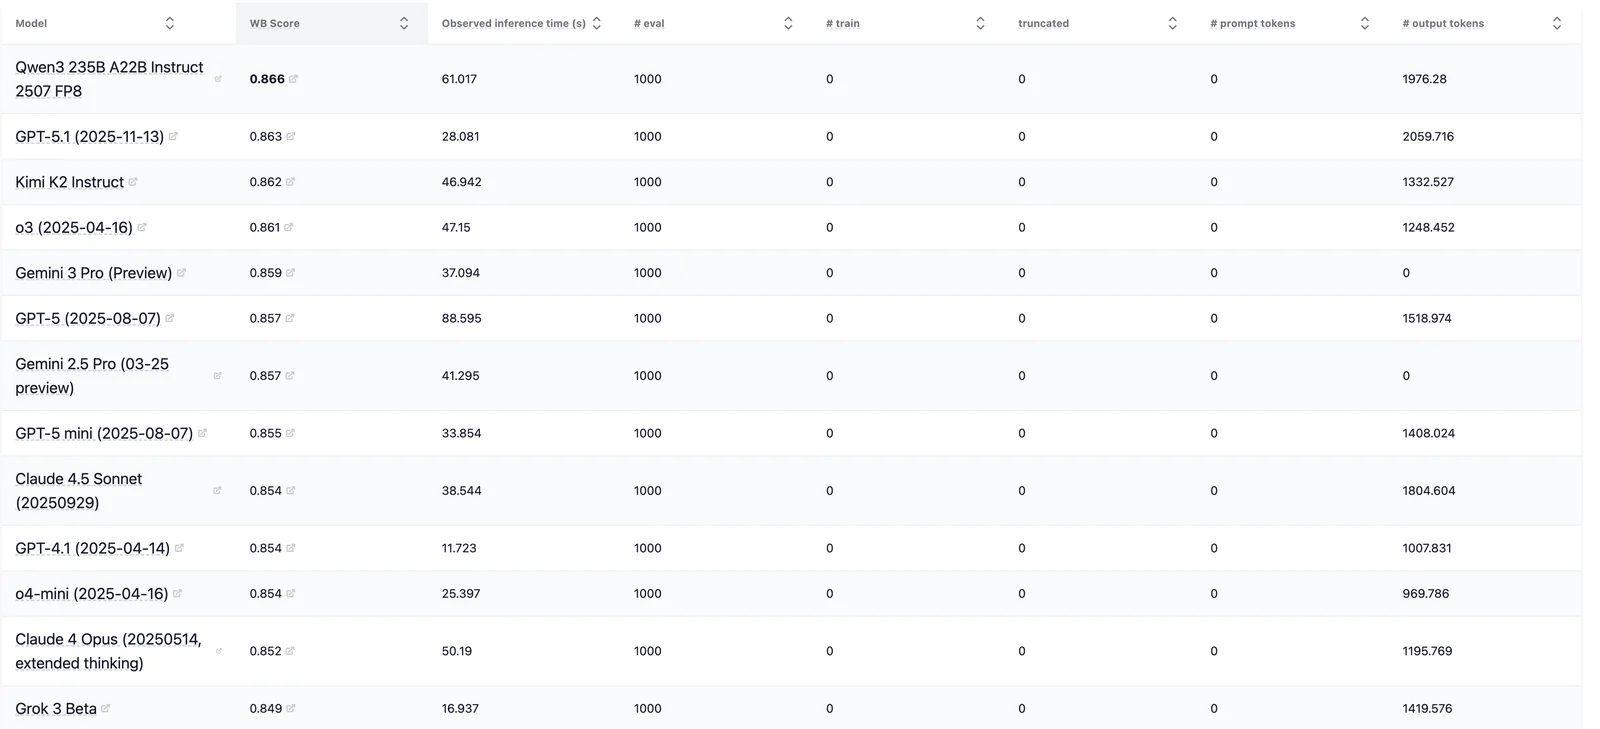 Model WB Score Observed inference time (s) # eval # train truncated # prompt tokens # output tokens
Qwen3 235B A22B Instruct
2507 FP8 0.866 61.017 1000 0 0 0 1976.28
GPT-5.1 (2025-11-13) 0.863 28.081 1000 0 0 0 2059.716
Kimi K2 Instruct 0.862 46.942 1000 0 0 0 1332.527
o3 (2025-04-16) 0.861 47.15 1000 0 0 0 1248.452
Gemini 3 Pro (Preview) 0.859 37.094 1000 0 0 0 0
GPT-5 (2025-08-07) 0.857 88.595 1000 0 0 0 1518.974
Gemini 2.5 Pro (03-25
preview) 0.857 41.295 1000 0 0 0 0
GPT-5 mini (2025-08-07) 0.855 33.854 1000 0 0 0 1408.024
Claude 4.5 Sonnet
(20250929) 0.854 38.544 1000 0 0 0 1804.604
GPT-4.1 (2025-04-14) 0.854 11.723 1000 0 0 0 1007.831
o4-mini (2025-04-16) 0.854 25.397 1000 0 0 0 969.786
Claude 4 Opus (20250514,
extended thinking) 0.852 50.19 1000 0 0 0 1195.769
Grok 3 Beta 0.849 16.937 1000 0 0 0 1419.576